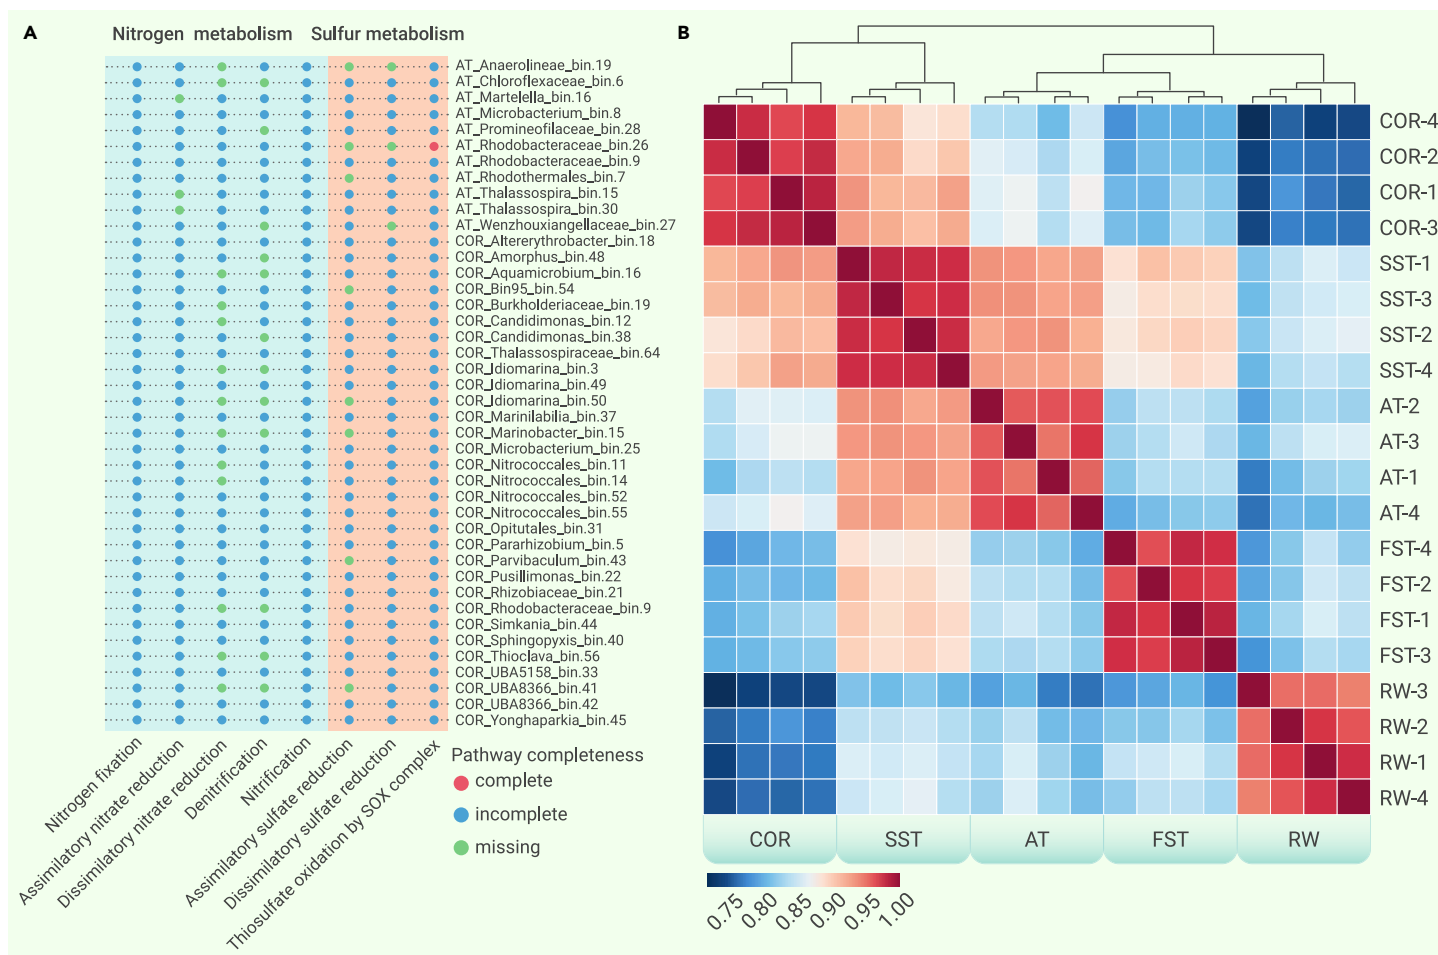 A
Nitrogen metabolism
Sulfur metabolism
AT_Anaerolineae_bin.19
AT_Chloroflexaceae_bin.6
AT_Martelella_bin.16
AT_Microbacterium_bin.8
AT_Promineofilaceae_bin.28
AT_Rhodobacteraceae_bin.26
AT_Rhodobacteraceae_bin.9
AT_Rhodothermales_bin.7
AT_Thalassospira_bin.15
AT_Thalassospira_bin.30
AT_Wenzhouxiangellaceae_bin.27
COR_Altererythrobacter_bin.18
COR_Amorphus_bin.48
COR_Aquamicrobium_bin.16
COR_Bin95_bin.54
COR_Burkholderiaceae_bin.19
COR_Candidimonas_bin.12
COR_Candidimonas_bin.38
COR_Thalassospiraceae_bin.64
COR_Idiomarina_bin.3
COR_Idiomarina_bin.49
COR_Idiomarina_bin.50
COR_Marinilabilia_bin.37
COR_Marinobacter_bin.15
COR_Microbacterium_bin.25
COR_Nitrococcales_bin.11
COR_Nitrococcales_bin.14
COR_Nitrococcales_bin.52
COR_Nitrococcales_bin.55
COR_Opitutales_bin.31
COR_Pararhizobium_bin.5
COR_Parvibaculum_bin.43
COR_Pusillimonas_bin.22
COR_Rhizobiaceae_bin.21
COR_Rhodobacteraceae_bin.9
COR_Simkania_bin.44
COR_Sphingopyxis_bin.40
COR_Thioclava_bin.56
COR_UBA5158_bin.33
COR_UBA8366_bin.41
COR_UBA8366_bin.42
COR_Yonghaparkia_bin.45
Nitrogen fixation
Assimilatory nitrate reduction
Dissimilatory nitrate reduction
Denitrification
Nitrification
Assimilatory sulfate reduction
Dissimilatory sulfate reduction
Thiosulfate oxidation by SOX complex
Pathway completeness
complete
incomplete
missing
B
COR-4
COR-2
COR-1
COR-3
SST-1
SST-3
SST-2
SST-4
AT-2
AT-3
AT-1
AT-4
FST-4
FST-2
FST-1
FST-3
RW-3
RW-2
RW-1
RW-4
COR
SST
AT
FST
RW
0.75
0.80
0.85
0.90
0.95
1.00